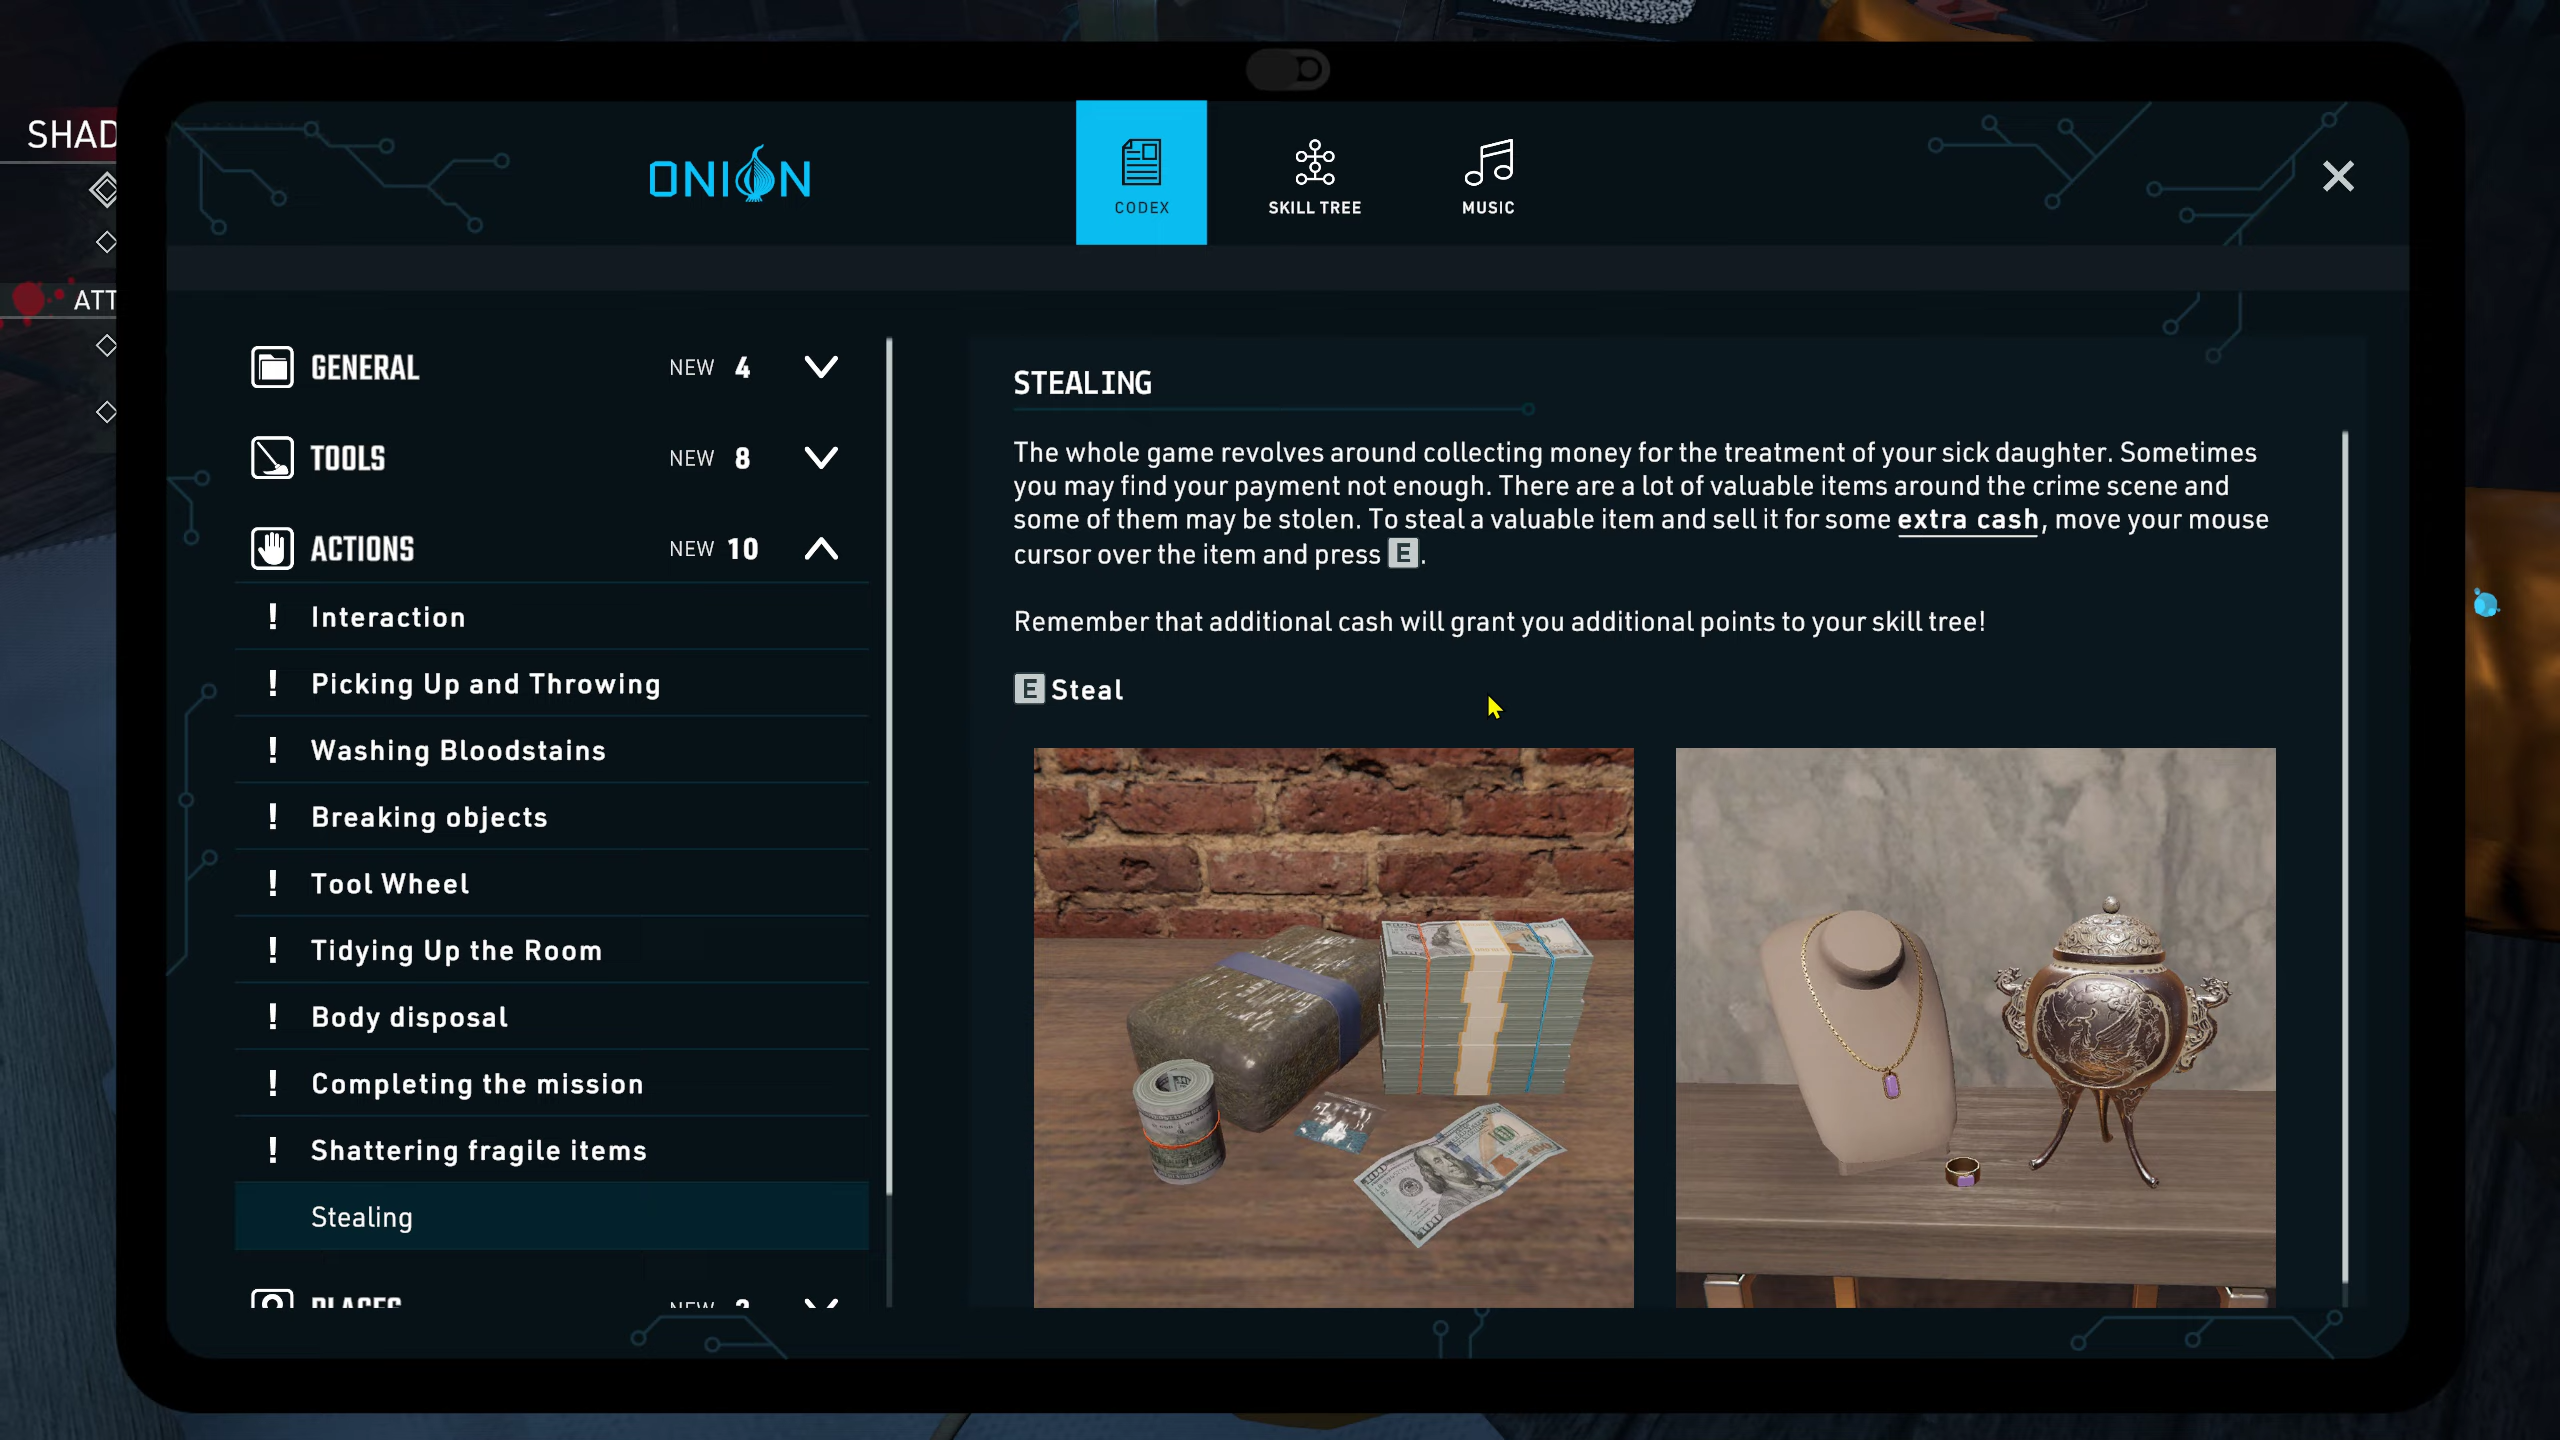 SHAD
ATT
ONION
CODEX
SKILL TREE
MUSIC
GENERAL NEW 4
TOOLS NEW 8
ACTIONS NEW 10
! Interaction
! Picking Up and Throwing
! Washing Bloodstains
! Breaking objects
! Tool Wheel
! Tidying Up the Room
! Body disposal
! Completing the mission
! Shattering fragile items
Stealing
PLACES NEW
STEALING
The whole game revolves around collecting money for the treatment of your sick daughter. Sometimes
you may find your payment not enough. There are a lot of valuable items around the crime scene and
some of them may be stolen. To steal a valuable item and sell it for some extra cash, move your mouse
cursor over the item and press E.
Remember that additional cash will grant you additional points to your skill tree!
E Steal
100
100